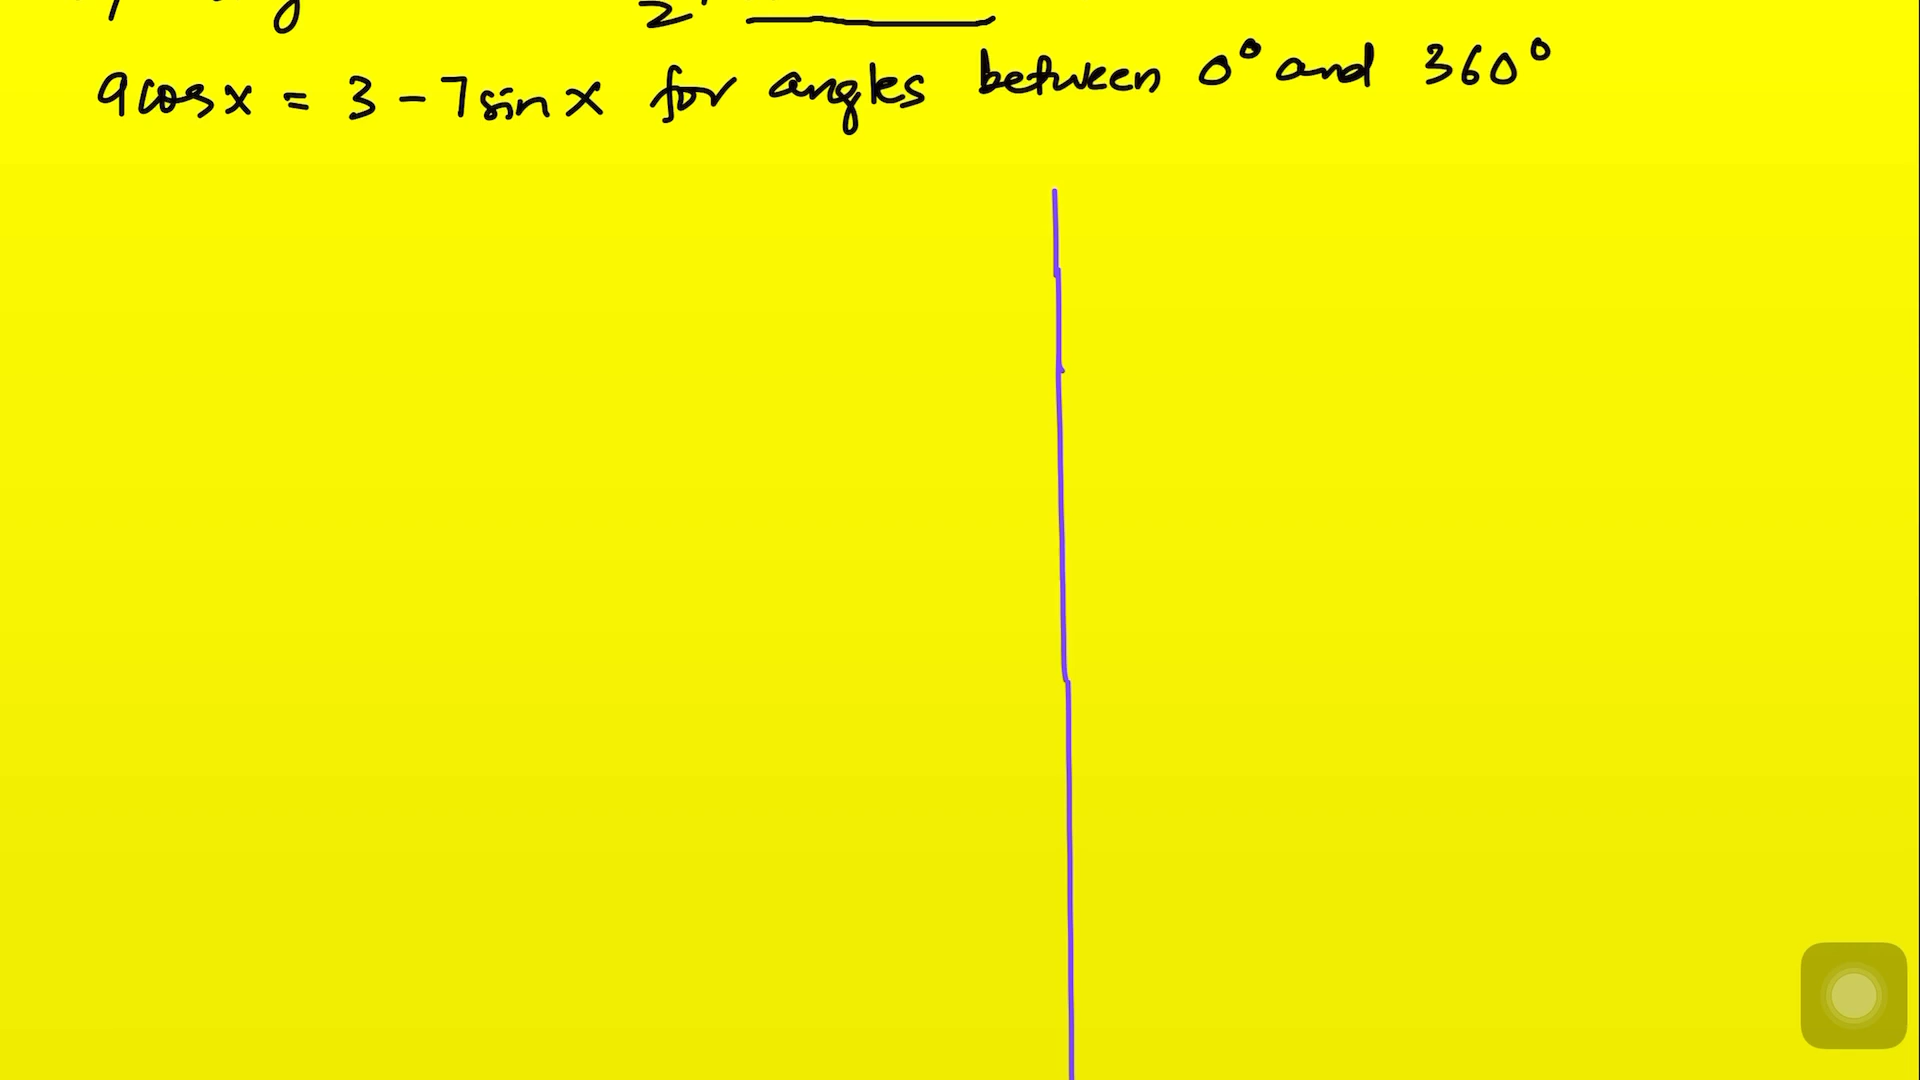 9cosx = 3 - 7sinx for angles between 0° and 360°